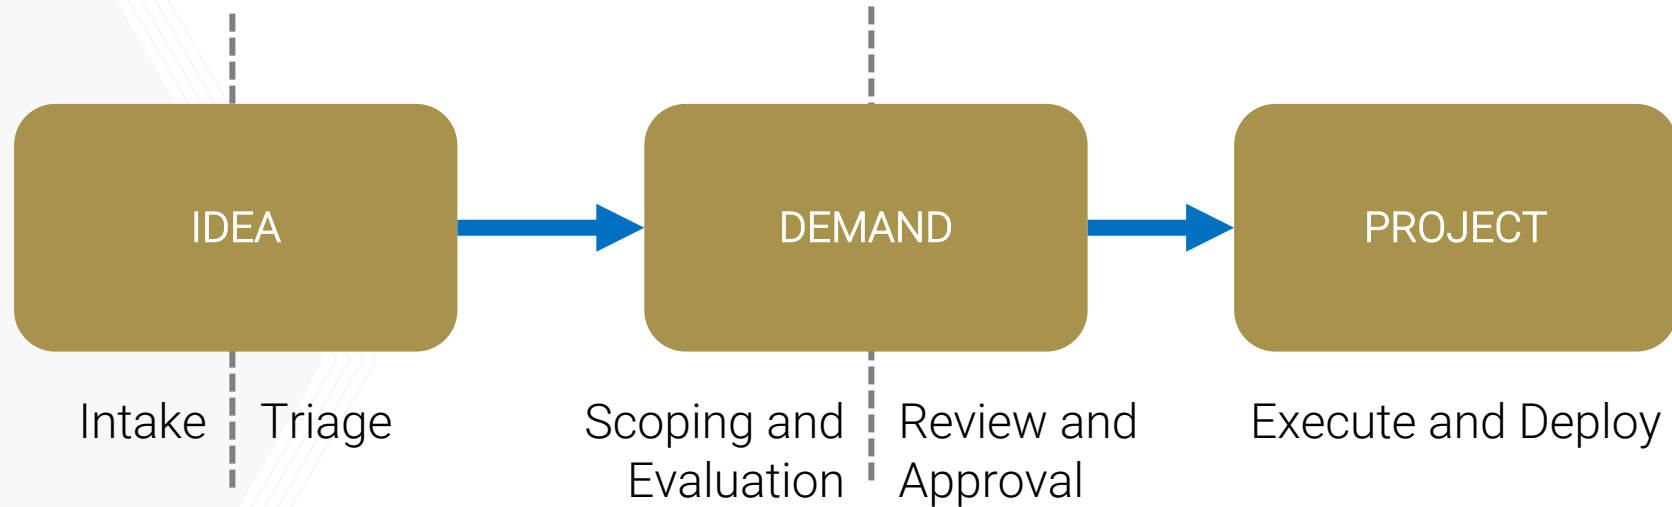 IDEA
DEMAND
PROJECT
Intake
Triage
Scoping and
Evaluation
Review and
Approval
Execute and Deploy